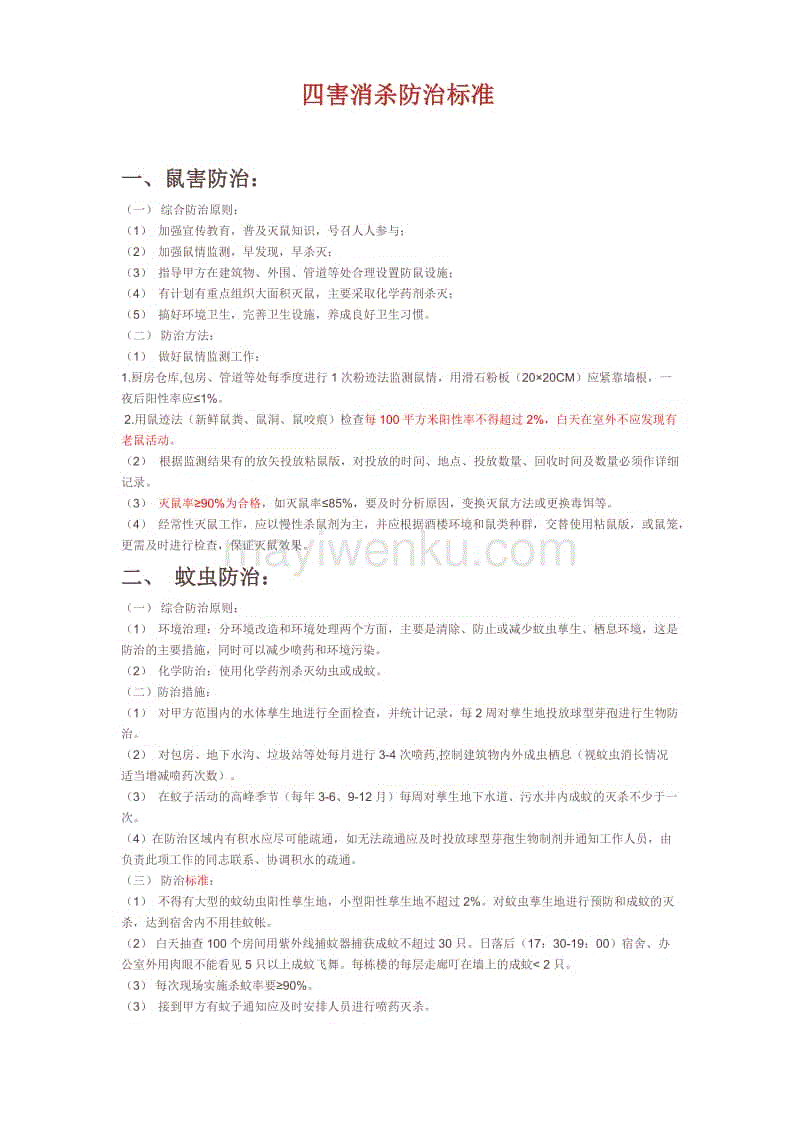 四害消杀防治标准
一、鼠害防治：
（一） 综合防治原则：
（1） 加强宣传教育，普及灭鼠知识，号召人人参与；
（2） 加强鼠情监测，早发现，早杀灭；
（3） 指导甲方在建筑物、外围、管道等处合理设置防鼠设施；
（4） 有计划有重点组织大面积灭鼠，主要采取化学药剂杀灭；
（5） 搞好环境卫生，完善卫生设施，养成良好卫生习惯。
（二） 防治方法：
（1） 做好鼠情监测工作：
1.厨房仓库,包房、管道等处每季度进行 1 次粉迹法监测鼠情，用滑石粉板（20×20CM）应紧靠墙根，一
夜后阳性率应≤1%。
2.用鼠迹法（新鲜鼠粪、鼠洞、鼠咬痕）检查每 100 平方米阳性率不得超过 2%，白天在室外不应发现有
老鼠活动。
（2） 根据监测结果有的放矢投放粘鼠版，对投放的时间、地点、投放数量、回收时间及数量必须作详细
记录。
（3） 灭鼠率≥90%为合格，如灭鼠率≤85%，要及时分析原因，变换灭鼠方法或更换毒饵等。
（4） 经常性灭鼠工作，应以慢性杀鼠剂为主，并应根据酒楼环境和鼠类种群，交替使用粘鼠版，或鼠笼，
更需及时进行检查，保证灭鼠效果。
mayiwenku.com
二、 蚊虫防治：
（一） 综合防治原则：
（1） 环境治理：分环境改造和环境处理两个方面，主要是清除、防止或减少蚊虫孳生、栖息环境，这是
防治的主要措施，同时可以减少喷药和环境污染。
（2） 化学防治：使用化学药剂杀灭幼虫或成蚊。
（二）防治措施：
（1） 对甲方范围内的水体孳生地进行全面检查，并统计记录，每 2 周对孳生地投放球型芽孢进行生物防
治。
（2） 对包房、地下水沟、垃圾站等处每月进行 3-4 次喷药,控制建筑物内外成虫栖息（视蚊虫消长情况
适当增减喷药次数）。
（3） 在蚊子活动的高峰季节（每年 3-6、9-12 月）每周对孳生地下水道、污水井内成蚊的灭杀不少于一
次。
（4）在防治区域内有积水应尽可能疏通，如无法疏通应及时投放球型芽孢生物制剂并通知工作人员，由
负责此项工作的同志联系、协调积水的疏通。
（三） 防治标准：
（1） 不得有大型的蚊幼虫阳性孳生地，小型阳性孳生地不超过 2%。对蚊虫孳生地进行预防和成蚊的灭
杀，达到宿舍内不用挂蚊帐。
（2） 白天抽查 100 个房间用紫外线捕蚊器捕获成蚊不超过 30 只。日落后（17：30-19：00）宿舍、办
公室外用肉眼不能看见 5 只以上成蚊飞舞。每栋楼的每层走廊叮在墙上的成蚊< 2 只。
（3） 每次现场实施杀蚊率要≥90%。
（3） 接到甲方有蚊子通知应及时安排人员进行喷药灭杀。